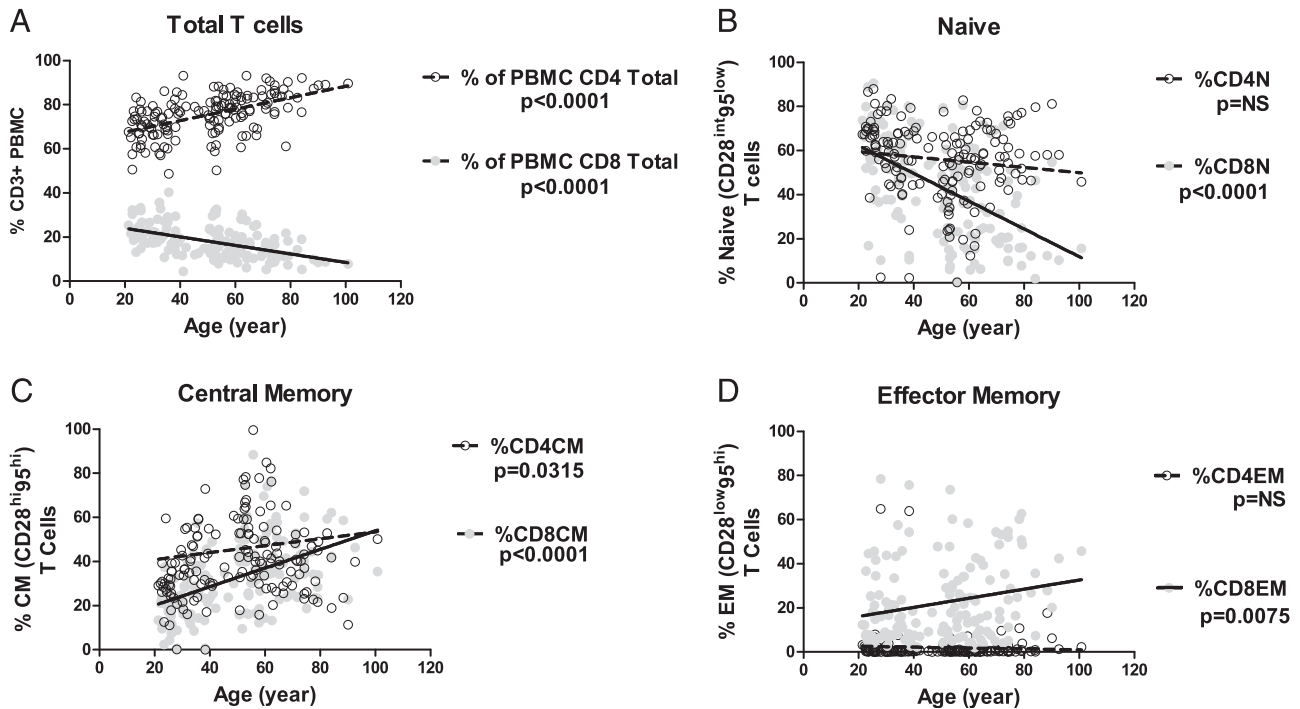 A
Total T cells
% CD3+ PBMC
100
80
60
40
20
0
0 20 40 60 80 100 120
Age (year)
% of PBMC CD4 Total
p<0.0001
% of PBMC CD8 Total
p<0.0001
B
Naive
% Naive (CD28int95low)
T cells
100
80
60
40
20
0
0 20 40 60 80 100 120
Age (year)
%CD4N
p=NS
%CD8N
p<0.0001
C
Central Memory
% CM (CD28hi95hi)
T Cells
100
80
60
40
20
0
0 20 40 60 80 100 120
Age (year)
%CD4CM
p=0.0315
%CD8CM
p<0.0001
D
Effector Memory
% EM (CD28low95hi)
T Cells
100
80
60
40
20
0
0 20 40 60 80 100 120
Age (year)
%CD4EM
p=NS
%CD8EM
p=0.0075